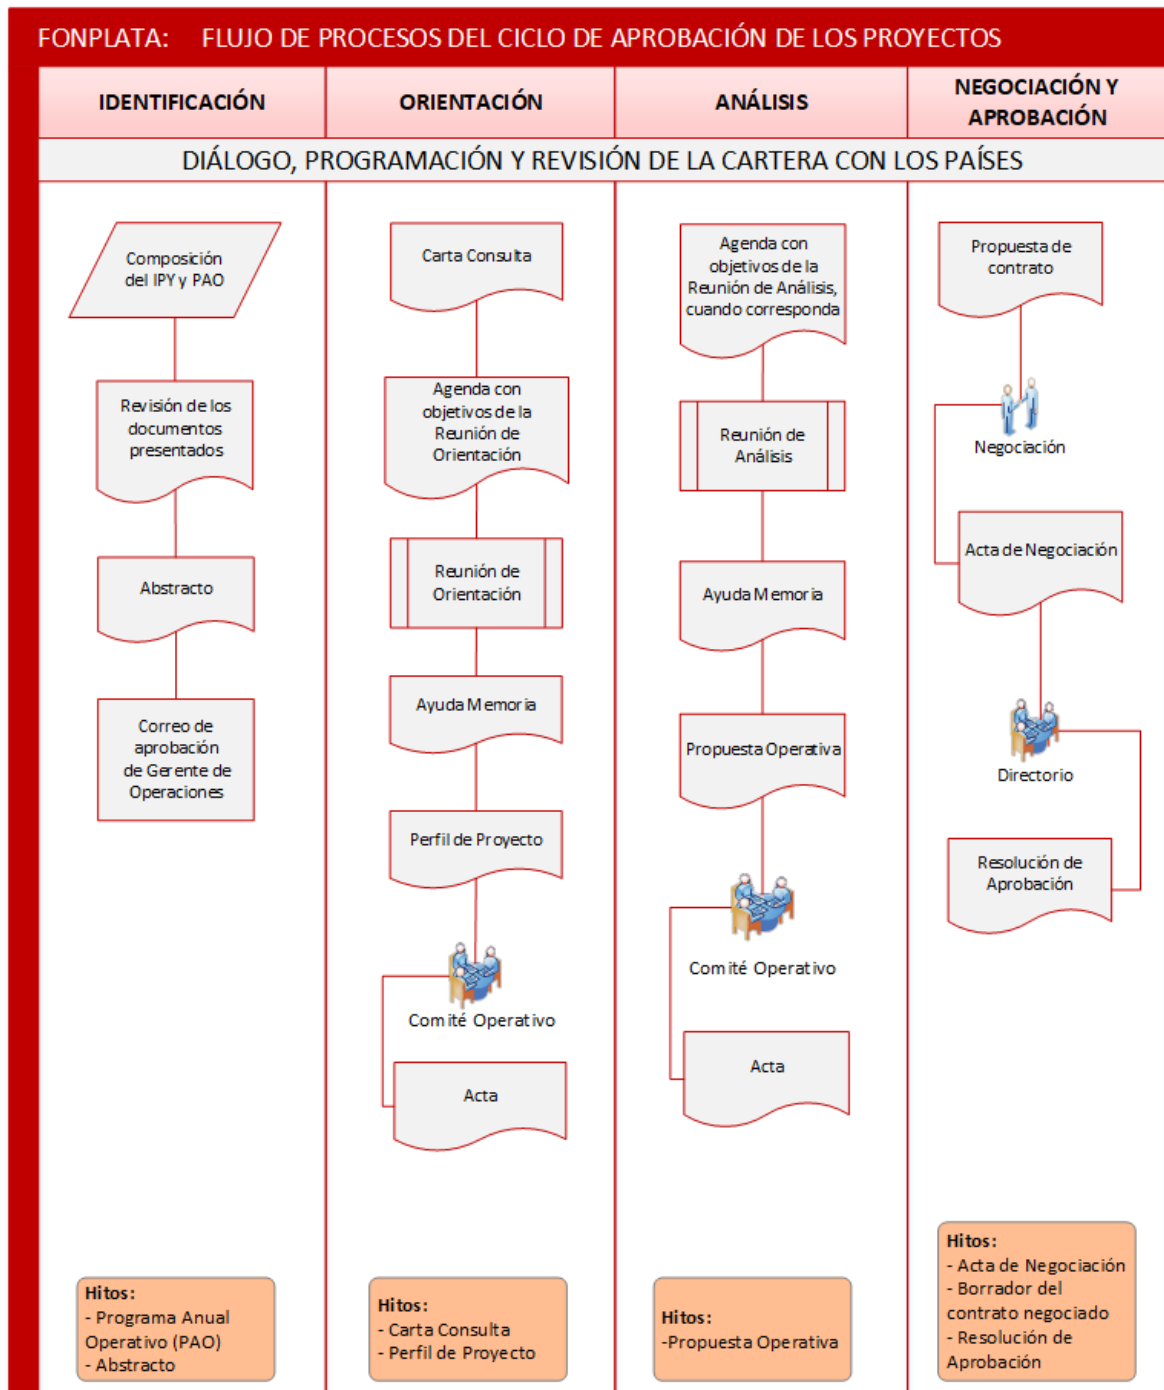 FONPLATA: FLUJO DE PROCESOS DEL CICLO DE APROBACIÓN DE LOS PROYECTOS
IDENTIFICACIÓN
ORIENTACIÓN
ANÁLISIS
NEGOCIACIÓN Y
APROBACIÓN
DIÁLOGO, PROGRAMACIÓN Y REVISIÓN DE LA CARTERA CON LOS PAÍSES
Composición
del IPY y PAO
Revisión de los
documentos
presentados
Abstracto
Correo de
aprobación
de Gerente de
Operaciones
Hitos:
- Programa Anual
Operativo (PAO)
- Abstracto
Carta Consulta
Agenda con
objetivos de la
Reunión de
Orientación
Reunión de
Orientación
Ayuda Memoria
Perfil de Proyecto
Comité Operativo
Acta
Hitos:
- Carta Consulta
- Perfil de Proyecto
Agenda con
objetivos de la
Reunión de Análisis,
cuando corresponda
Reunión de
Análisis
Ayuda Memoria
Propuesta Operativa
Comité Operativo
Acta
Hitos:
-Propuesta Operativa
Propuesta de
contrato
Negociación
Acta de Negociación
Directorio
Resolución de
Aprobación
Hitos:
- Acta de Negociación
- Borrador del
contrato negociado
- Resolución de
Aprobación